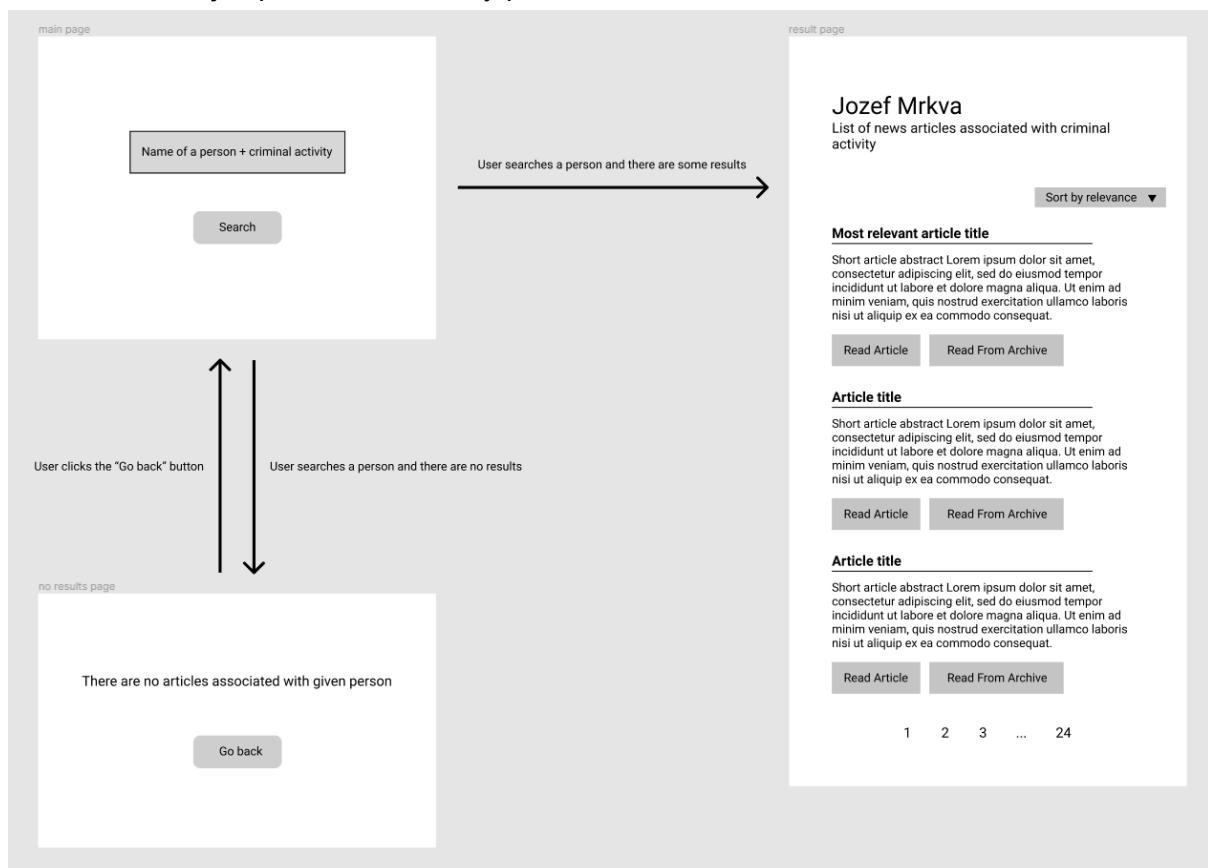 main page
Name of a person + criminal activity
Search
User searches a person and there are some results
User clicks the “Go back” button
User searches a person and there are no results
no results page
There are no articles associated with given person
Go back
result page
Jozef Mrkva
List of news articles associated with criminal
activity
Sort by relevance
Most relevant article title
Short article abstract Lorem ipsum dolor sit amet,
consectetur adipiscing elit, sed do eiusmod tempor
incididunt ut labore et dolore magna aliqua. Ut enim ad
minim veniam, quis nostrud exercitation ullamco laboris
nisi ut aliquip ex ea commodo consequat.
Read Article Read From Archive
Article title
Short article abstract Lorem ipsum dolor sit amet,
consectetur adipiscing elit, sed do eiusmod tempor
incididunt ut labore et dolore magna aliqua. Ut enim ad
minim veniam, quis nostrud exercitation ullamco laboris
nisi ut aliquip ex ea commodo consequat.
Read Article Read From Archive
Article title
Short article abstract Lorem ipsum dolor sit amet,
consectetur adipiscing elit, sed do eiusmod tempor
incididunt ut labore et dolore magna aliqua. Ut enim ad
minim veniam, quis nostrud exercitation ullamco laboris
nisi ut aliquip ex ea commodo consequat.
Read Article Read From Archive
1 2 3 ... 24